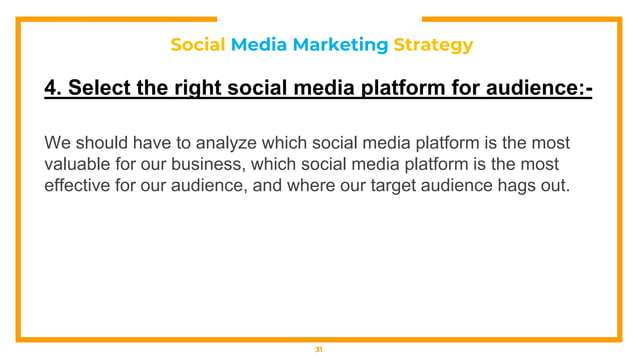 Social Media Marketing Strategy
4. Select the right social media platform for audience:-
We should have to analyze which social media platform is the most
valuable for our business, which social media platform is the most
effective for our audience, and where our target audience hags out.
31